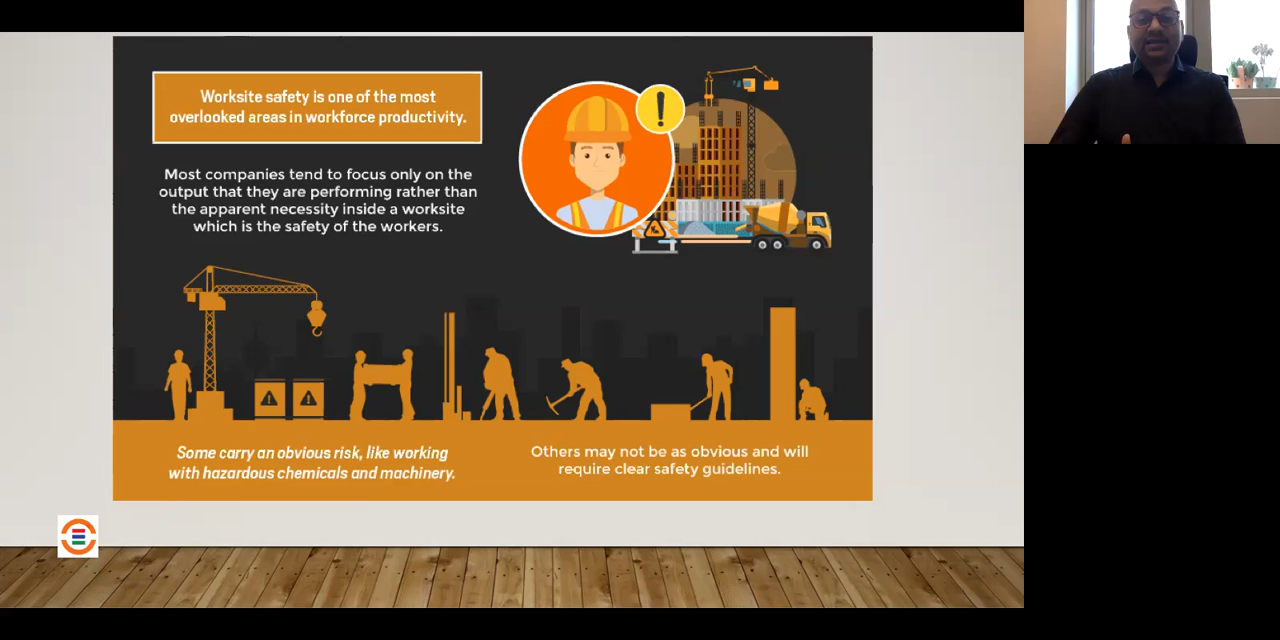 Worksite safety is one of the most
overlooked areas in workforce productivity.
Most companies tend to focus only on the
output that they are performing rather than
the apparent necessity inside a worksite
which is the safety of the workers.
Some carry an obvious risk, like working
with hazardous chemicals and machinery.
Others may not be as obvious and will
require clear safety guidelines.